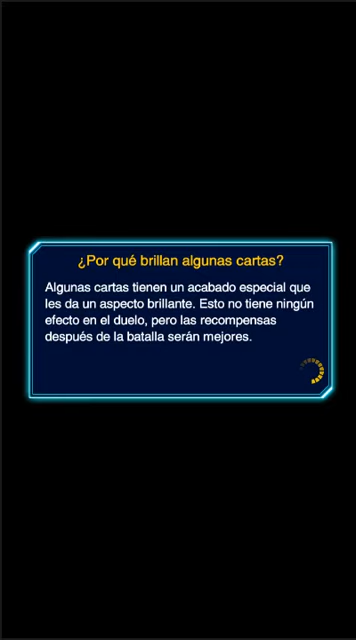 ¿Por qué brillan algunas cartas?
Algunas cartas tienen un acabado especial que
les da un aspecto brillante. Esto no tiene ningún
efecto en el duelo, pero las recompensas
después de la batalla serán mejores.